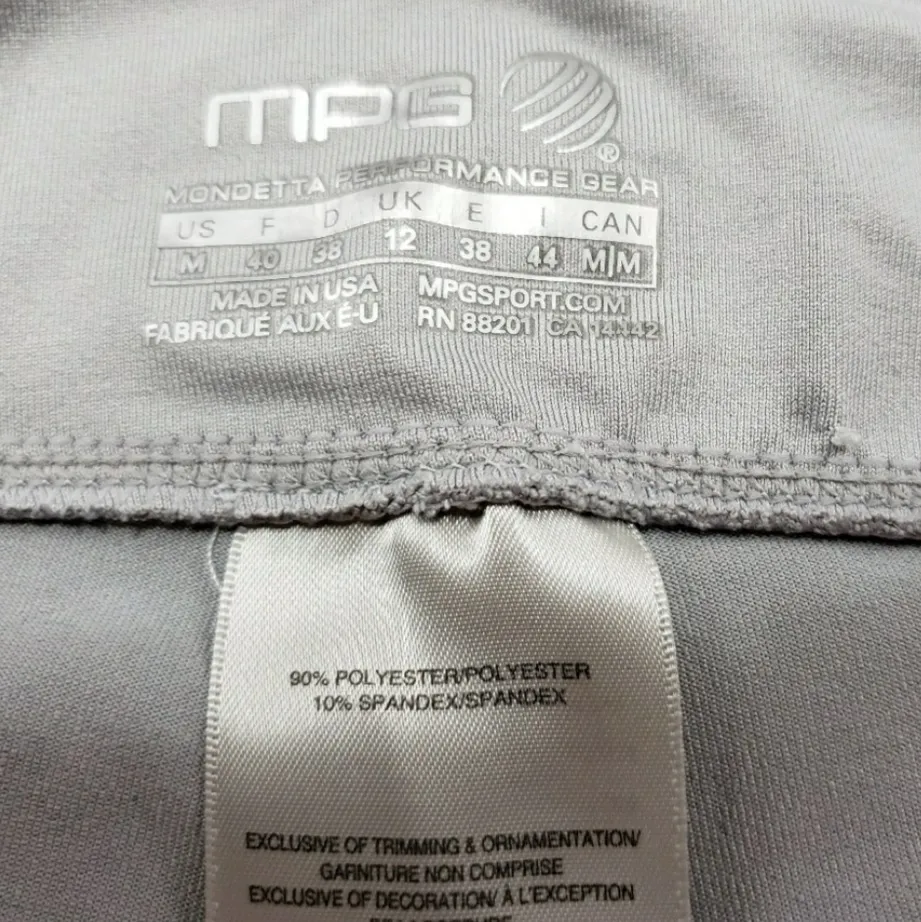 MPG ®
MONDETTA PERFORMANCE GEAR
US F D UK E I CAN
M 40 38 12 38 44 M|M
MADE IN USA MPGSPORT.COM
FABRIQUÉ AUX É-U RN 88201 CA
90% POLYESTER/POLYESTER
10% SPANDEX/SPANDEX
EXCLUSIVE OF TRIMMING & ORNAMENTATION/
GARNITURE NON COMPRISE
EXCLUSIVE OF DECORATION/ À L'EXCEPTION